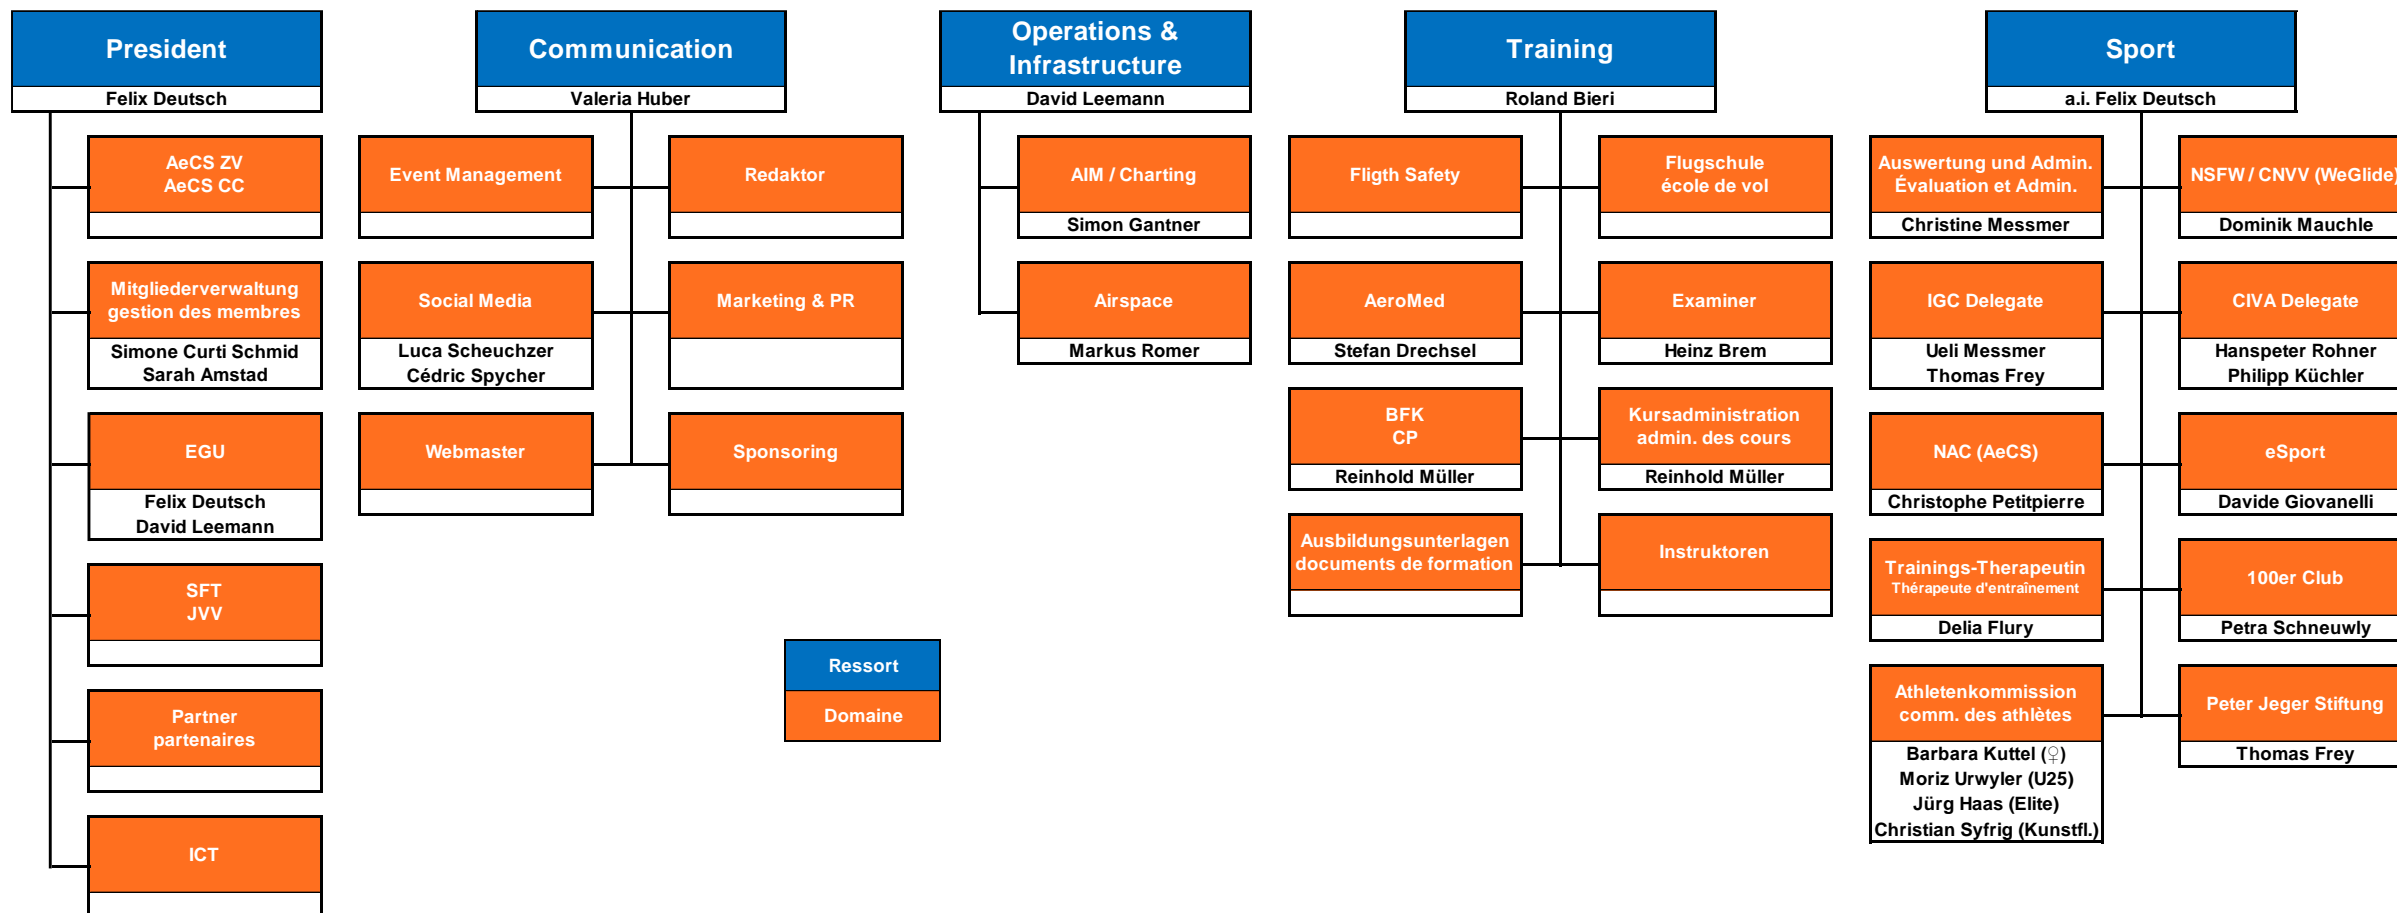 President
Felix Deutsch
AeCS ZV
AeCS CC
Mitgliederverwaltung
gestion des membres
Simone Curti Schmid
Sarah Amstad
EGU
Felix Deutsch
David Leemann
SFT
JVV
Partner
partenaires
ICT
Communication
Valeria Huber
Event Management
Redaktor
Social Media
Luca Scheuchzer
Cédric Spycher
Marketing & PR
Webmaster
Sponsoring
Operations &
Infrastructure
David Leemann
AIM / Charting
Simon Gantner
Airspace
Markus Romer
Training
Roland Bieri
Fligth Safety
Flugschule
école de vol
AeroMed
Stefan Drechsel
Examiner
Heinz Brem
BFK
CP
Reinhold Müller
Kursadministration
admin. des cours
Reinhold Müller
Ausbildungsunterlagen
documents de formation
Instruktoren
Sport
a.i. Felix Deutsch
Auswertung und Admin.
Évaluation et Admin.
Christine Messmer
NSFW / CNVV (WeGlide)
Dominik Mauchle
IGC Delegate
Ueli Messmer
Thomas Frey
CIVA Delegate
Hanspeter Rohner
Philipp Küchler
NAC (AeCS)
Christophe Petitpierre
eSport
Davide Giovanelli
Trainings-Therapeutin
Thérapeute d'entraînement
Delia Flury
100er Club
Petra Schneuwly
Athletenkommission
comm. des athlètes
Barbara Kuttel (♀)
Moriz Urwyler (U25)
Jürg Haas (Elite)
Christian Syfrig (Kunstfl.)
Peter Jeger Stiftung
Thomas Frey
Ressort
Domaine